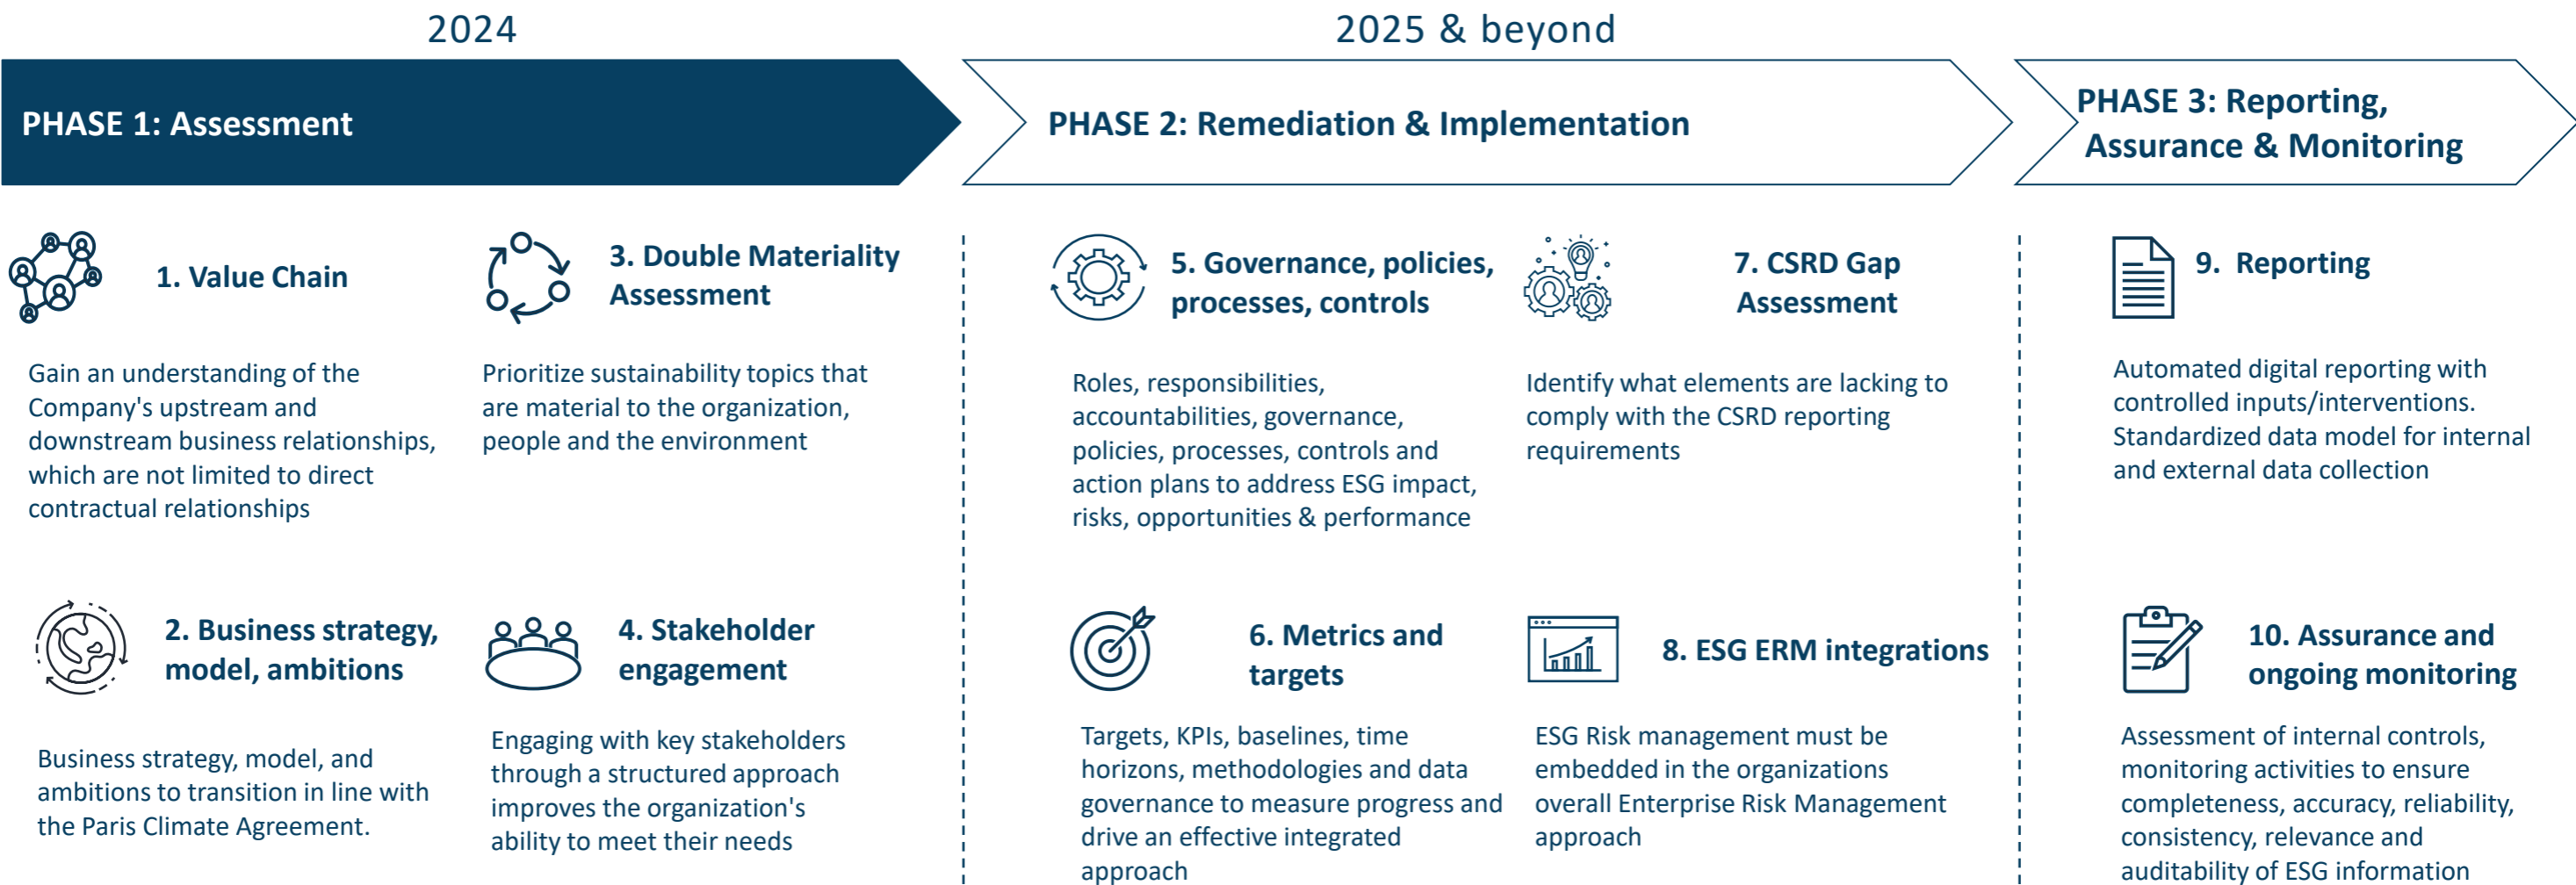 2024
2025 & beyond
PHASE 1: Assessment
PHASE 2: Remediation & Implementation
PHASE 3: Reporting,
Assurance & Monitoring
1. Value Chain
Gain an understanding of the
Company's upstream and
downstream business relationships,
which are not limited to direct
contractual relationships
2. Business strategy,
model, ambitions
Business strategy, model, and
ambitions to transition in line with
the Paris Climate Agreement.
3. Double Materiality
Assessment
Prioritize sustainability topics that
are material to the organization,
people and the environment
4. Stakeholder
engagement
Engaging with key stakeholders
through a structured approach
improves the organization's
ability to meet their needs
5. Governance, policies,
processes, controls
Roles, responsibilities,
accountabilities, governance,
policies, processes, controls and
action plans to address ESG impact,
risks, opportunities & performance
6. Metrics and
targets
Targets, KPIs, baselines, time
horizons, methodologies and data
governance to measure progress and
drive an effective integrated
approach
7. CSRD Gap
Assessment
Identify what elements are lacking to
comply with the CSRD reporting
requirements
8. ESG ERM integrations
ESG Risk management must be
embedded in the organizations
overall Enterprise Risk Management
approach
9. Reporting
Automated digital reporting with
controlled inputs/interventions.
Standardized data model for internal
and external data collection
10. Assurance and
ongoing monitoring
Assessment of internal controls,
monitoring activities to ensure
completeness, accuracy, reliability,
consistency, relevance and
auditability of ESG information